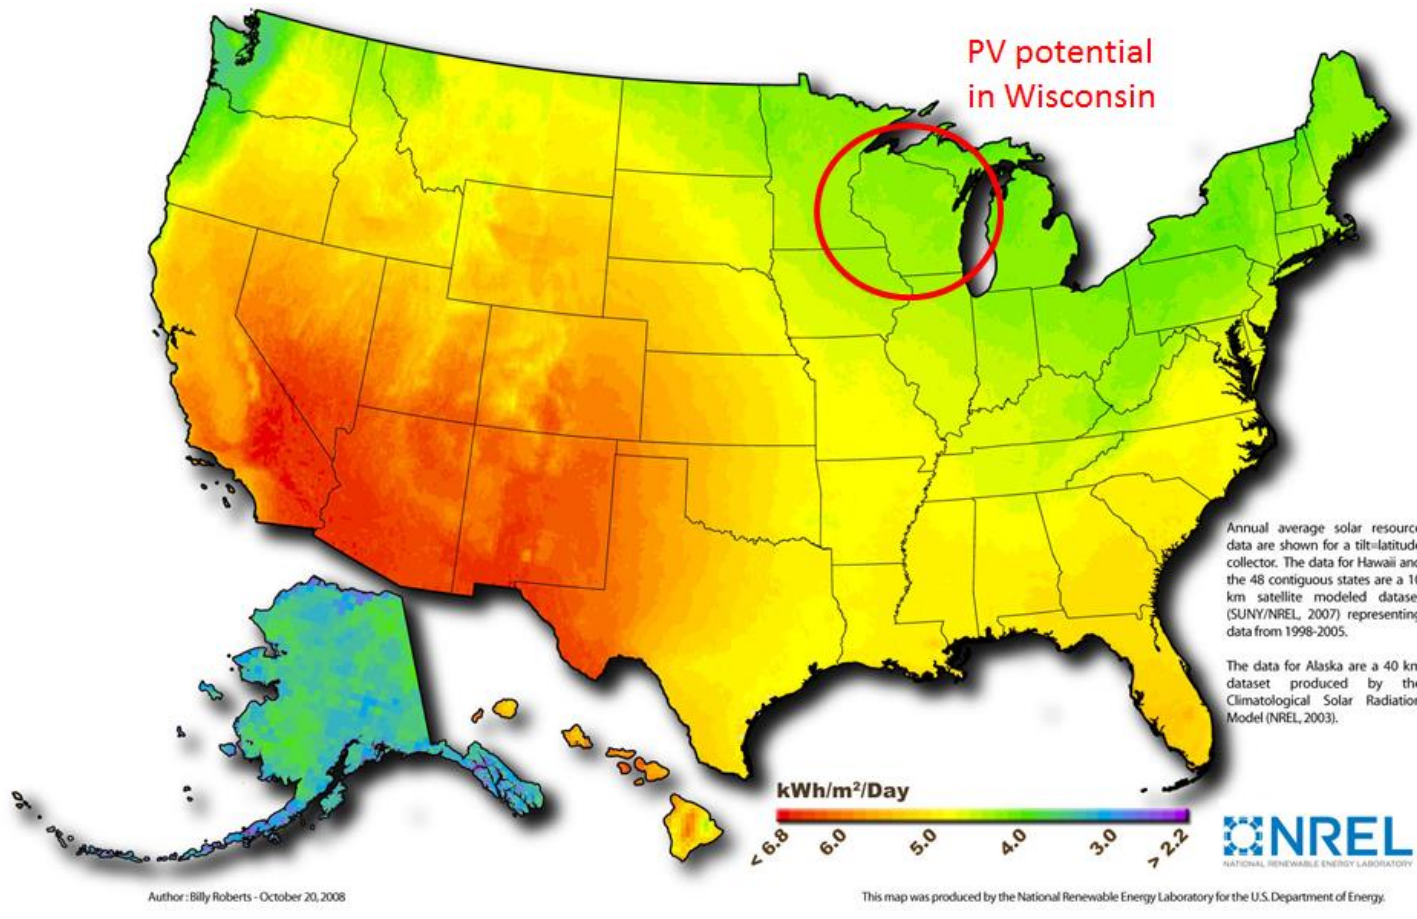 PV potential
in Wisconsin
Annual average solar resource
data are shown for a tilt=latitude
collector. The data for Hawaii and
the 48 contiguous states are a 10
km satellite modeled dataset
(SUNY/NREL, 2007) representing
data from 1998-2005.
The data for Alaska are a 40 km
dataset produced by the
Climatological Solar Radiation
Model (NREL, 2003).
kWh/m²/Day
< 6.8 6.0 5.0 4.0 3.0 > 2.2
NREL
NATIONAL RENEWABLE ENERGY LABORATORY
Author : Billy Roberts - October 20, 2008
This map was produced by the National Renewable Energy Laboratory for the U.S. Department of Energy.